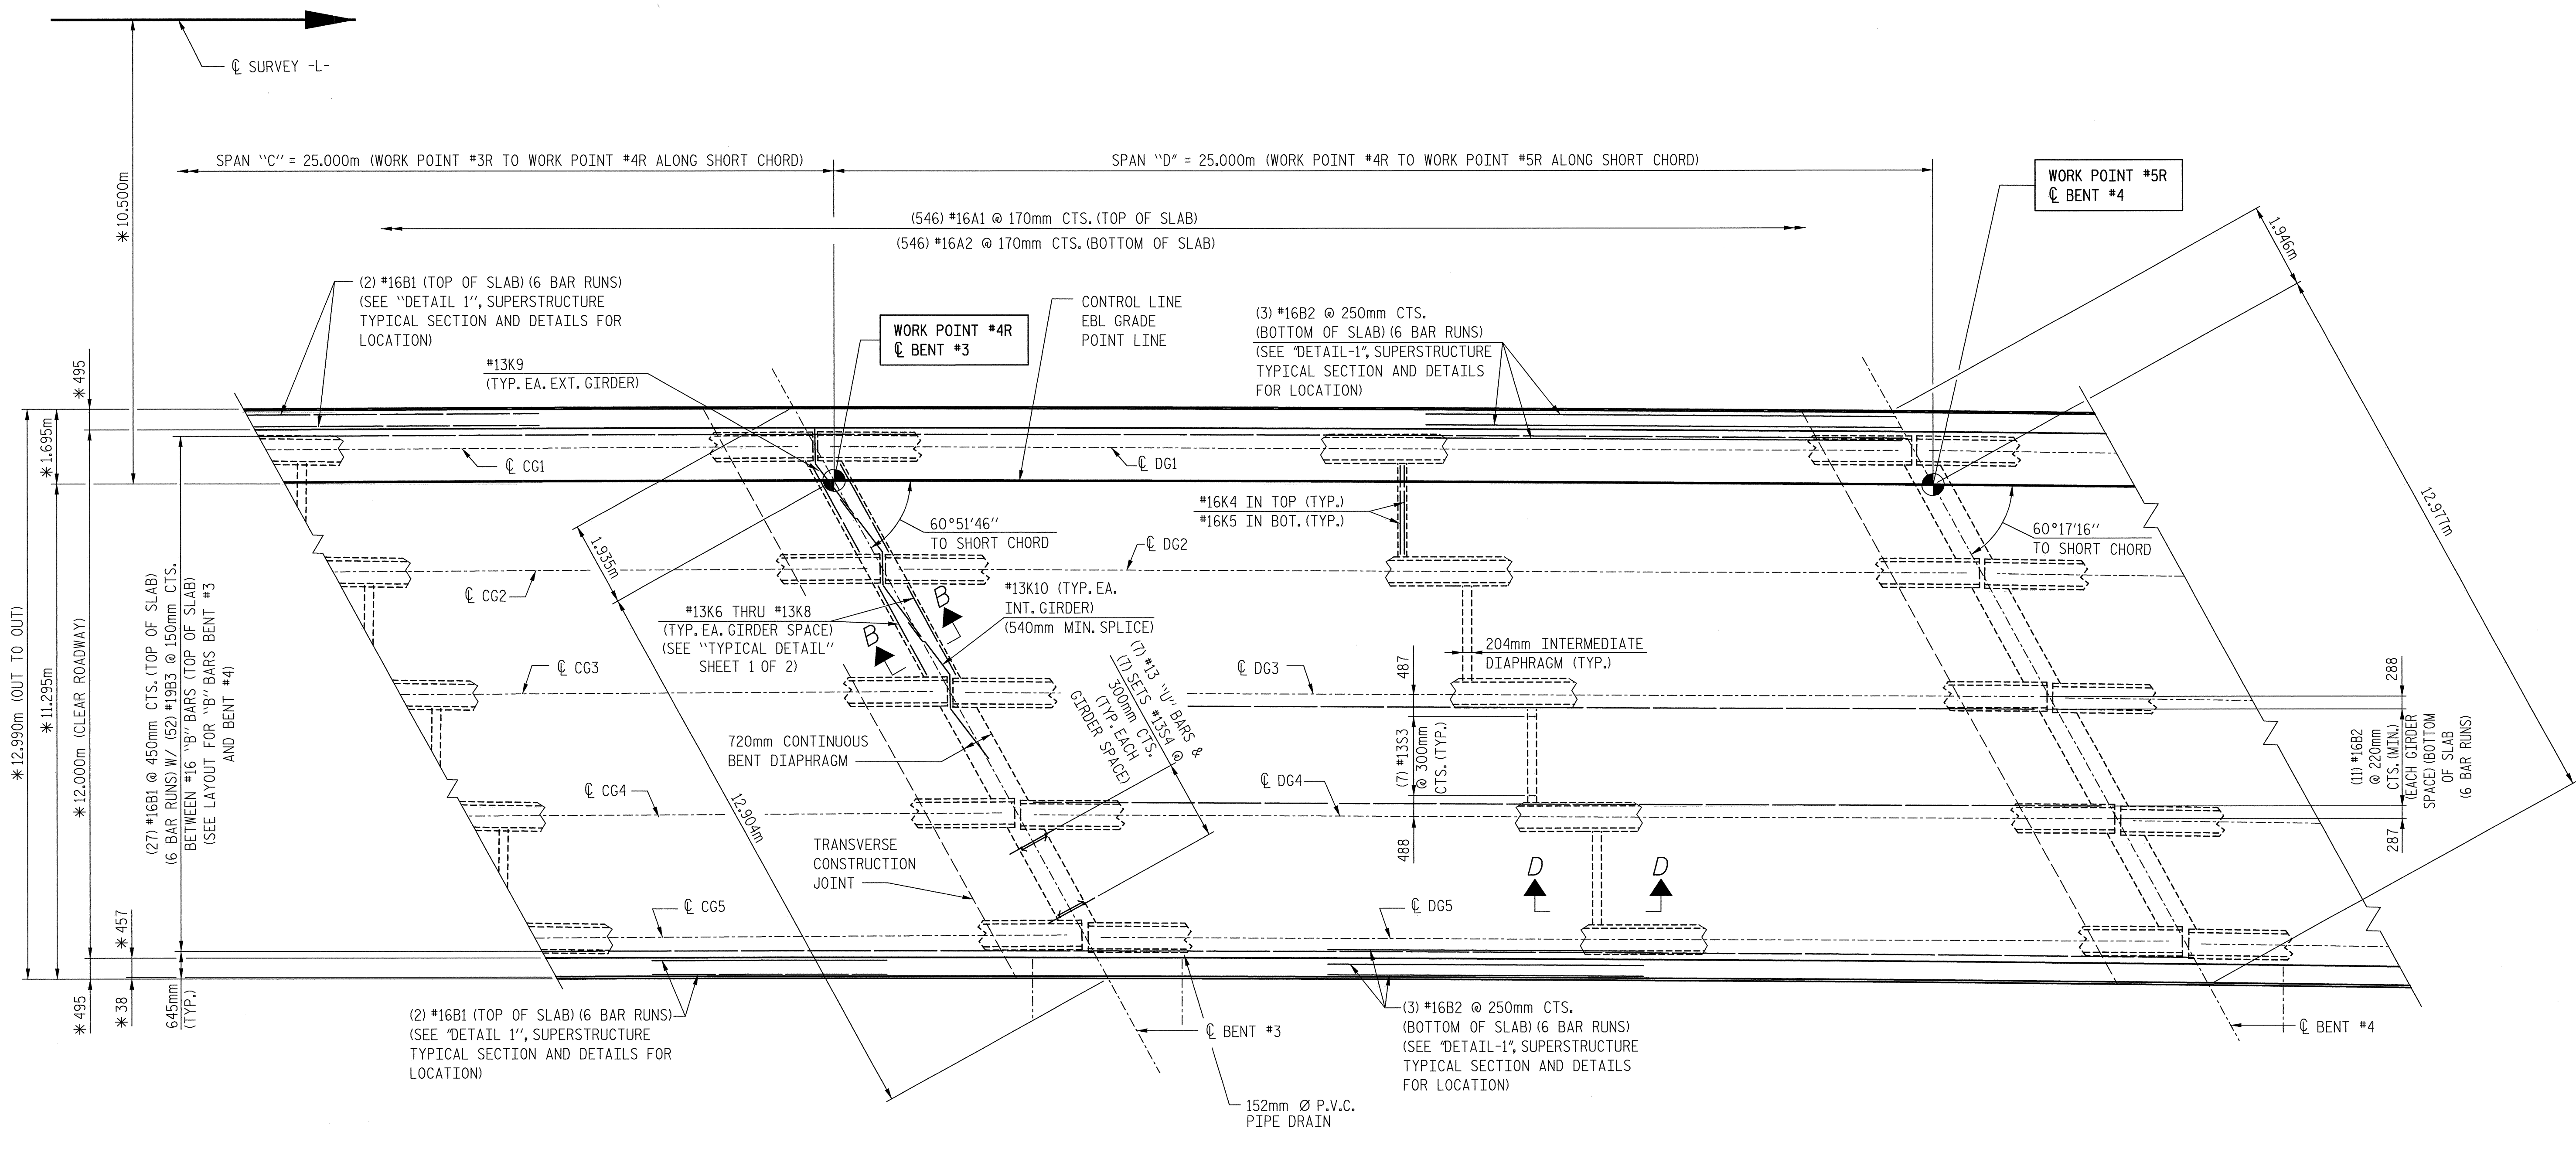 ℄ SURVEY -L-
SPAN "C" = 25.000m (WORK POINT #3R TO WORK POINT #4R ALONG SHORT CHORD)
SPAN "D" = 25.000m (WORK POINT #4R TO WORK POINT #5R ALONG SHORT CHORD)
WORK POINT #5R
℄ BENT #4
✳10.500m
(546) #16A1 @ 170mm CTS. (TOP OF SLAB)
(546) #16A2 @ 170mm CTS. (BOTTOM OF SLAB)
1.946m
(2) #16B1 (TOP OF SLAB) (6 BAR RUNS)
(SEE "DETAIL 1", SUPERSTRUCTURE
TYPICAL SECTION AND DETAILS FOR
LOCATION)
#13K9
(TYP. EA. EXT. GIRDER)
WORK POINT #4R
℄ BENT #3
CONTROL LINE
EBL GRADE
POINT LINE
(3) #16B2 @ 250mm CTS.
(BOTTOM OF SLAB) (6 BAR RUNS)
(SEE "DETAIL-1", SUPERSTRUCTURE
TYPICAL SECTION AND DETAILS
FOR LOCATION)
✳495
✳1.695m
℄ CG1
℄ DG1
#16K4 IN TOP (TYP.)
#16K5 IN BOT. (TYP.)
60°51'46"
TO SHORT CHORD
60°17'16"
TO SHORT CHORD
12.977m
1.935m
℄ DG2
℄ CG2
#13K6 THRU #13K8
(TYP. EA. GIRDER SPACE)
(SEE "TYPICAL DETAIL"
SHEET 1 OF 2)
B
B
#13K10 (TYP. EA.
INT. GIRDER)
(540mm MIN. SPLICE)
204mm INTERMEDIATE
DIAPHRAGM (TYP.)
✳12.990m (OUT TO OUT)
✳11.295m
✳12.000m (CLEAR ROADWAY)
(27) #16B1 @ 450mm CTS. (TOP OF SLAB)
(6 BAR RUNS) W/ (52) #19B3 @ 150mm CTS.
BETWEEN #16 "B" BARS (TOP OF SLAB)
(SEE LAYOUT FOR "B" BARS BENT #3
AND BENT #4)
℄ CG3
℄ DG3
487
(7) #13S3
@ 300mm
CTS. (TYP.)
488
288
(11) #16B2
@ 220mm
CTS. (MIN.)
(EACH GIRDER
SPACE) (BOTTOM
OF SLAB
(6 BAR RUNS)
287
(7) #13 "U" BARS &
(7) SETS #13S4 @
300mm CTS.
(TYP. EACH
GIRDER SPACE)
720mm CONTINUOUS
BENT DIAPHRAGM
℄ CG4
℄ DG4
12.904m
TRANSVERSE
CONSTRUCTION
JOINT
D
D
℄ CG5
℄ DG5
✳457
✳495
✳38
645mm
(TYP.)
(2) #16B1 (TOP OF SLAB) (6 BAR RUNS)
(SEE "DETAIL 1", SUPERSTRUCTURE
TYPICAL SECTION AND DETAILS FOR
LOCATION)
℄ BENT #3
(3) #16B2 @ 250mm CTS.
(BOTTOM OF SLAB) (6 BAR RUNS)
(SEE "DETAIL-1", SUPERSTRUCTURE
TYPICAL SECTION AND DETAILS
FOR LOCATION)
℄ BENT #4
152mm Ø P.V.C.
PIPE DRAIN